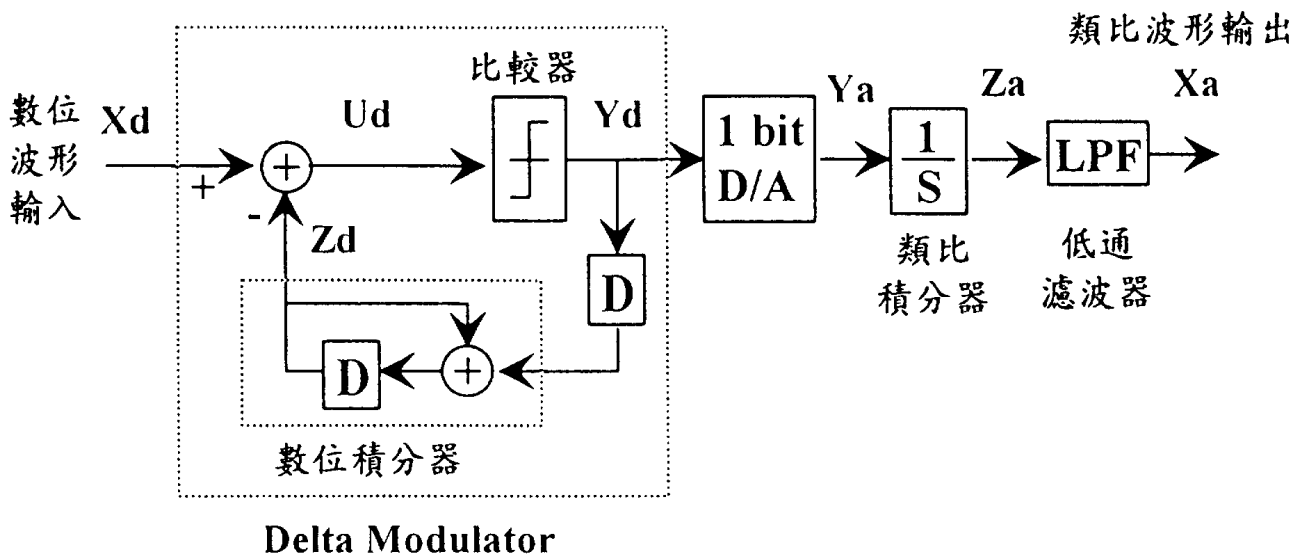 類比波形輸出
比較器
數位
波形
輸入
Xd
Ud
Yd
Ya
Za
Xa
+
+
-
Zd
1 bit
D/A
1
S
LPF
D
D
+
類比
積分器
低通
濾波器
數位積分器
Delta Modulator